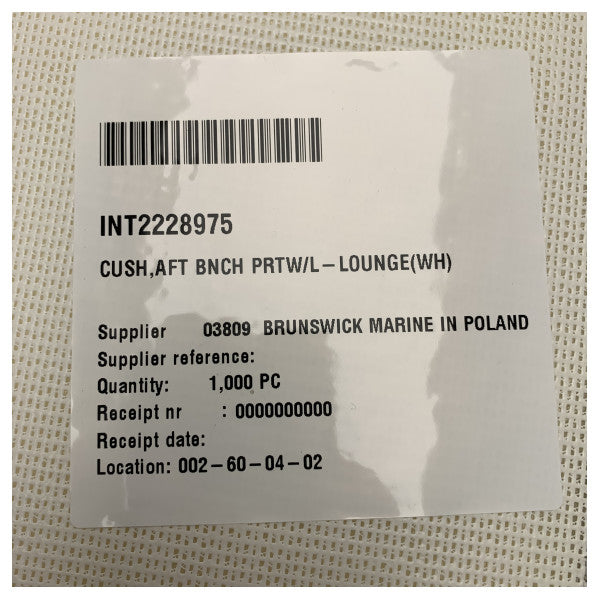 INT2228975
CUSH,AFT BNCH PRTW/L-LOUNGE(WH)
Supplier 03809 BRUNSWICK MARINE IN POLAND
Supplier reference:
Quantity: 1,000 PC
Receipt nr : 0000000000
Receipt date:
Location: 002-60-04-02